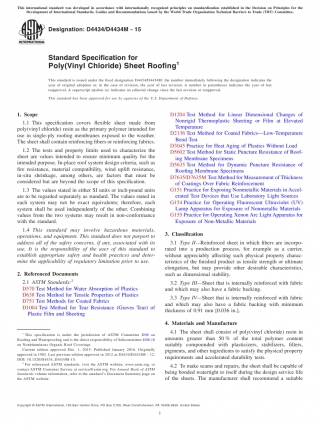 This international standard was developed in accordance with internationally recognized principles on standardization established in the Decision on Principles for the
Development of International Standards, Guides and Recommendations issued by the World Trade Organization Technical Barriers to Trade (TBT) Committee.
Designation: D4434/D4434M − 15
Standard Specification for
Poly(Vinyl Chloride) Sheet Roofing1
This standard is issued under the fixed designation D4434/D4434M; the number immediately following the designation indicates the
year of original adoption or, in the case of revision, the year of last revision. A number in parentheses indicates the year of last
reapproval. A superscript epsilon (ε) indicates an editorial change since the last revision or reapproval.
This standard has been approved for use by agencies of the U.S. Department of Defense.
1. Scope
1.1 This specification covers flexible sheet made from
poly(vinyl chloride) resin as the primary polymer intended for
use in single-ply roofing membranes exposed to the weather.
The sheet shall contain reinforcing fibers or reinforcing fabrics.
1.2 The tests and property limits used to characterize the
sheet are values intended to ensure minimum quality for the
intended purpose. In-place roof system design criteria, such as
fire resistance, material compatibility, wind uplift resistance,
in-situ shrinkage, among others, are factors that must be
considered but are beyond the scope of this specification.
1.3 The values stated in either SI units or inch-pound units
are to be regarded separately as standard. The values stated in
each system may not be exact equivalents; therefore, each
system shall be used independently of the other. Combining
values from the two systems may result in non-conformance
with the standard.
1.4 This standard may involve hazardous materials,
operations, and equipment. This standard does not purport to
address all of the safety concerns, if any, associated with its
use. It is the responsibility of the user of this standard to
establish appropriate safety and health practices and determine
the applicability of regulatory limitation prior to use.
2. Referenced Documents
2.1 ASTM Standards:2
D570 Test Method for Water Absorption of Plastics
D638 Test Method for Tensile Properties of Plastics
D751 Test Methods for Coated Fabrics
D1004 Test Method for Tear Resistance (Graves Tear) of
Plastic Film and Sheeting
D1204 Test Method for Linear Dimensional Changes of
Nonrigid Thermoplastic Sheeting or Film at Elevated
Temperature
D2136 Test Method for Coated Fabrics—Low-Temperature
Bend Test
D3045 Practice for Heat Aging of Plastics Without Load
D5602 Test Method for Static Puncture Resistance of Roofing
Membrane Specimens
D5635 Test Method for Dynamic Puncture Resistance of
Roofing Membrane Specimens
D7635/D7635M Test Method for Measurement of Thickness
of Coatings Over Fabric Reinforcement
G151 Practice for Exposing Nonmetallic Materials in Accelerated
Test Devices that Use Laboratory Light Sources
G154 Practice for Operating Fluorescent Ultraviolet (UV)
Lamp Apparatus for Exposure of Nonmetallic Materials
G155 Practice for Operating Xenon Arc Light Apparatus for
Exposure of Non-Metallic Materials
3. Classification
3.1 Type II—Reinforced sheet in which fibers are incorporated
into a production process, for example as a carrier,
without appreciably affecting such physical property characteristics
of the finished product as tensile strength or ultimate
elongation, but may provide other desirable characteristics,
such as dimensional stability.
3.2 Type III—Sheet that is internally reinforced with fabric
and which may also have a fabric backing.
3.3 Type IV—Sheet that is internally reinforced with fabric
and which may also have a fabric backing with minimum
thickness of 0.91 mm [0.036 in.].
4. Materials and Manufacture
4.1 The sheet shall consist of poly(vinyl chloride) resin in
amounts greater than 50 % of the total polymer content
suitably compounded with plasticizers, stabilizers, fillers,
pigments, and other ingredients to satisfy the physical property
requirements and accelerated durability tests.
4.2 To make seams and repairs, the sheet shall be capable of
being bonded watertight to itself during the design service life
of the sheets. The manufacturer shall recommend a suitable
1 This specification is under the jurisdiction of ASTM Committee D08 on
Roofing and Waterproofing and is the direct responsibility of Subcommittee D08.18
on Nonbituminous Organic Roof Coverings.
Current edition approved Dec. 1, 2015. Published January 2016. Originally
approved in 1985. Last previous edition approved in 2012 as D4434/D4434M – 12.
DOI: 10.1520/D4434_D4434M-15.
2 For referenced ASTM standards, visit the ASTM website, www.astm.org, or
contact ASTM Customer Service at service@astm.org. For Annual Book of ASTM
Standards volume information, refer to the standard's Document Summary page on
the ASTM website.
Copyright © ASTM International, 100 Barr Harbor Drive, PO Box C700, West Conshohocken, PA 19428-2959. United States
1